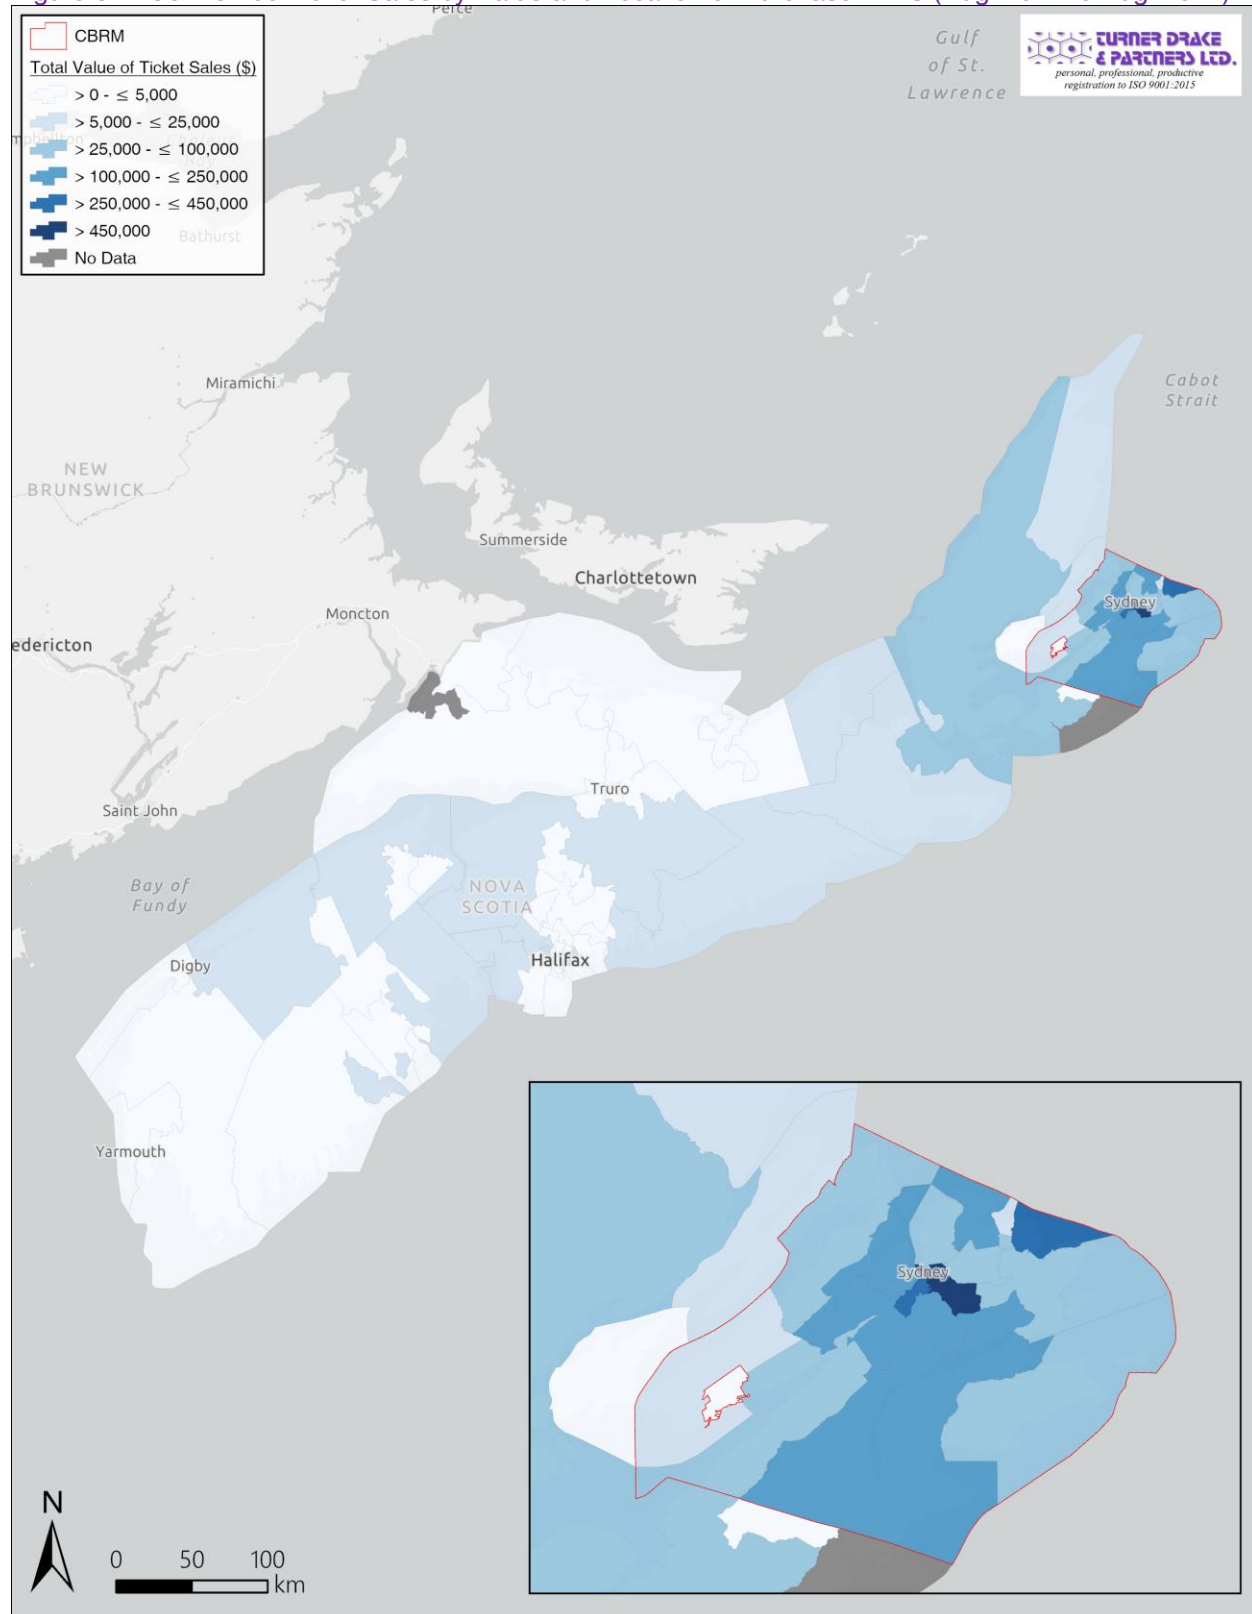 CBRM
Total Value of Ticket Sales ($)
> 0 - ≤ 5,000
> 5,000 - ≤ 25,000
> 25,000 - ≤ 100,000
> 100,000 - ≤ 250,000
> 250,000 - ≤ 450,000
> 450,000
No Data
Bathurst
Gulf
of St.
Lawrence
TURNER DRAKE
& PARTNERS LTD.
personal, professional, productive
registration to ISO 9001:2015
Miramichi
Cabot
Strait
NEW
BRUNSWICK
Summerside
Charlottetown
Sydney
Moncton
edericton
Truro
Saint John
Bay of
Fundy
NOVA
SCOTIA
Halifax
Digby
Yarmouth
Sydney
N
0 50 100
km